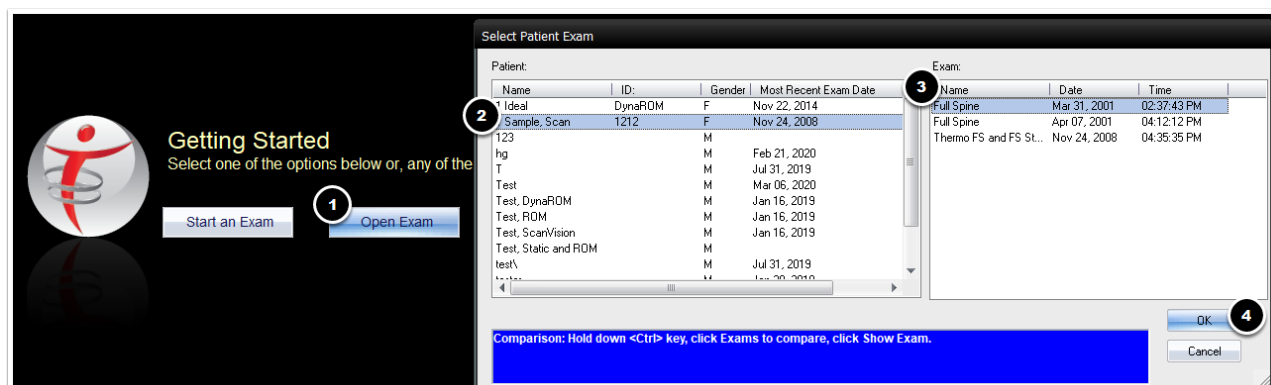 Select Patient Exam
Patient:
Name ID: Gender Most Recent Exam Date
1 Ideal DynaROM F Nov 22, 2014
Sample, Scan 1212 F Nov 24, 2008
123 M
hg M Feb 21, 2020
T M Jul 31, 2019
Test M Mar 06, 2020
Test, DynaROM M Jan 16, 2019
Test, ROM M Jan 16, 2019
Test, ScanVision M Jan 16, 2019
Test, Static and ROM M
test\ M Jul 31, 2019
2
Exam:
3
Name Date Time
Full Spine Mar 31, 2001 02:37:43 PM
Full Spine Apr 07, 2001 04:12:12 PM
Thermo FS and FS St... Nov 24, 2008 04:35:35 PM
Getting Started
Select one of the options below or, any of the
Start an Exam
1
Open Exam
Comparison: Hold down <Ctrl> key, click Exams to compare, click Show Exam.
OK
4
Cancel